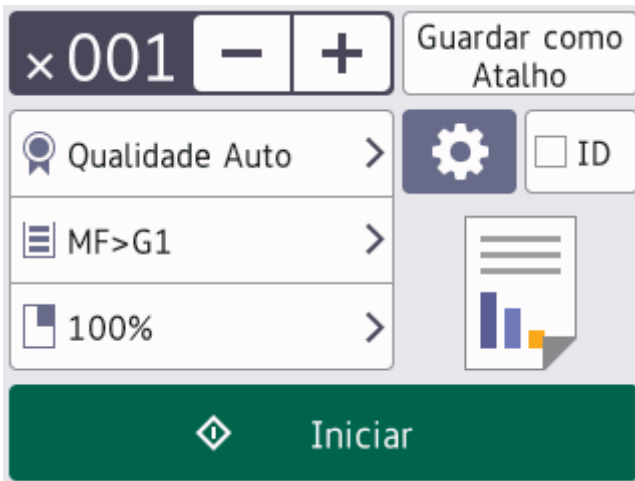 ×001 − +
Guardar como
Atalho
Qualidade Auto >
ID
MF>G1 >
100% >
Iniciar